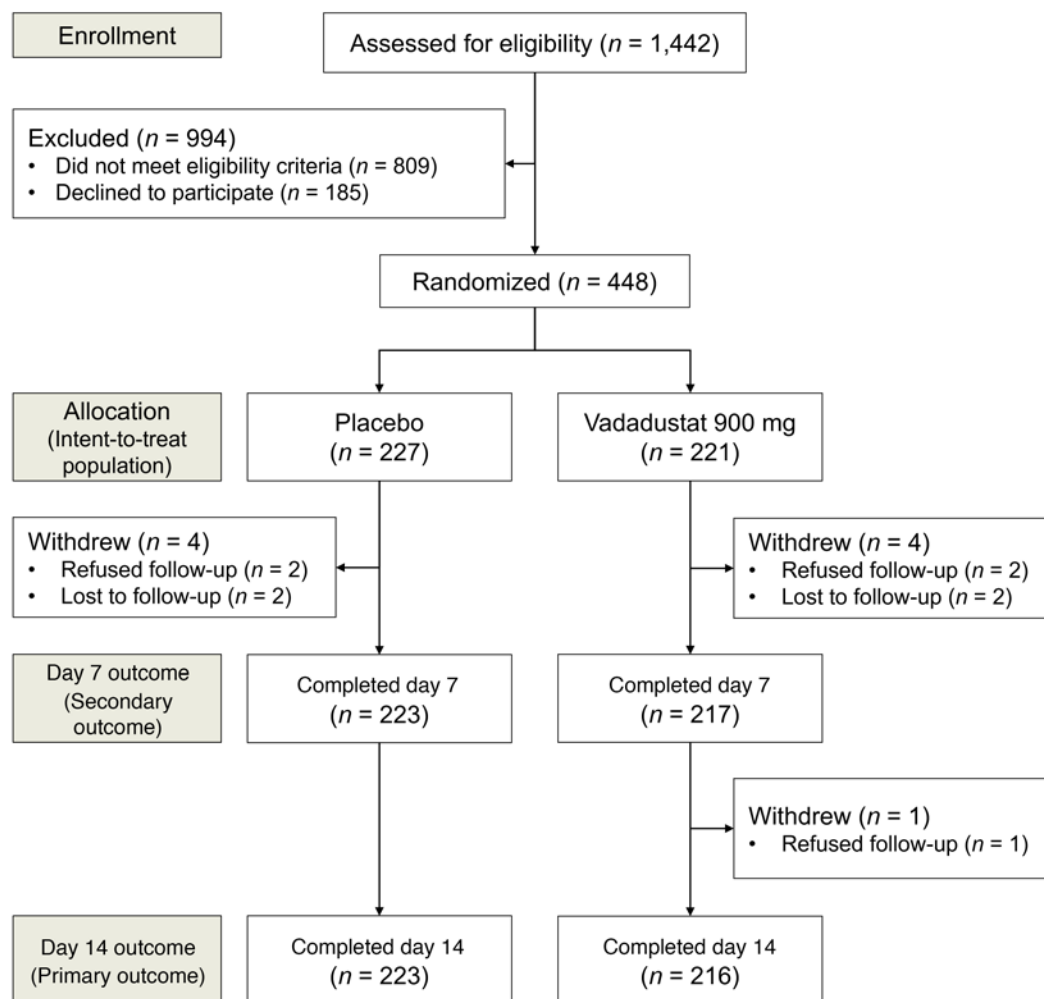 Enrollment
Assessed for eligibility (n = 1,442)
Excluded (n = 994)
• Did not meet eligibility criteria (n = 809)
• Declined to participate (n = 185)
Randomized (n = 448)
Allocation
(Intent-to-treat
population)
Placebo
(n = 227)
Vadadustat 900 mg
(n = 221)
Withdrew (n = 4)
• Refused follow-up (n = 2)
• Lost to follow-up (n = 2)
Withdrew (n = 4)
• Refused follow-up (n = 2)
• Lost to follow-up (n = 2)
Day 7 outcome
(Secondary
outcome)
Completed day 7
(n = 223)
Completed day 7
(n = 217)
Withdrew (n = 1)
• Refused follow-up (n = 1)
Day 14 outcome
(Primary outcome)
Completed day 14
(n = 223)
Completed day 14
(n = 216)